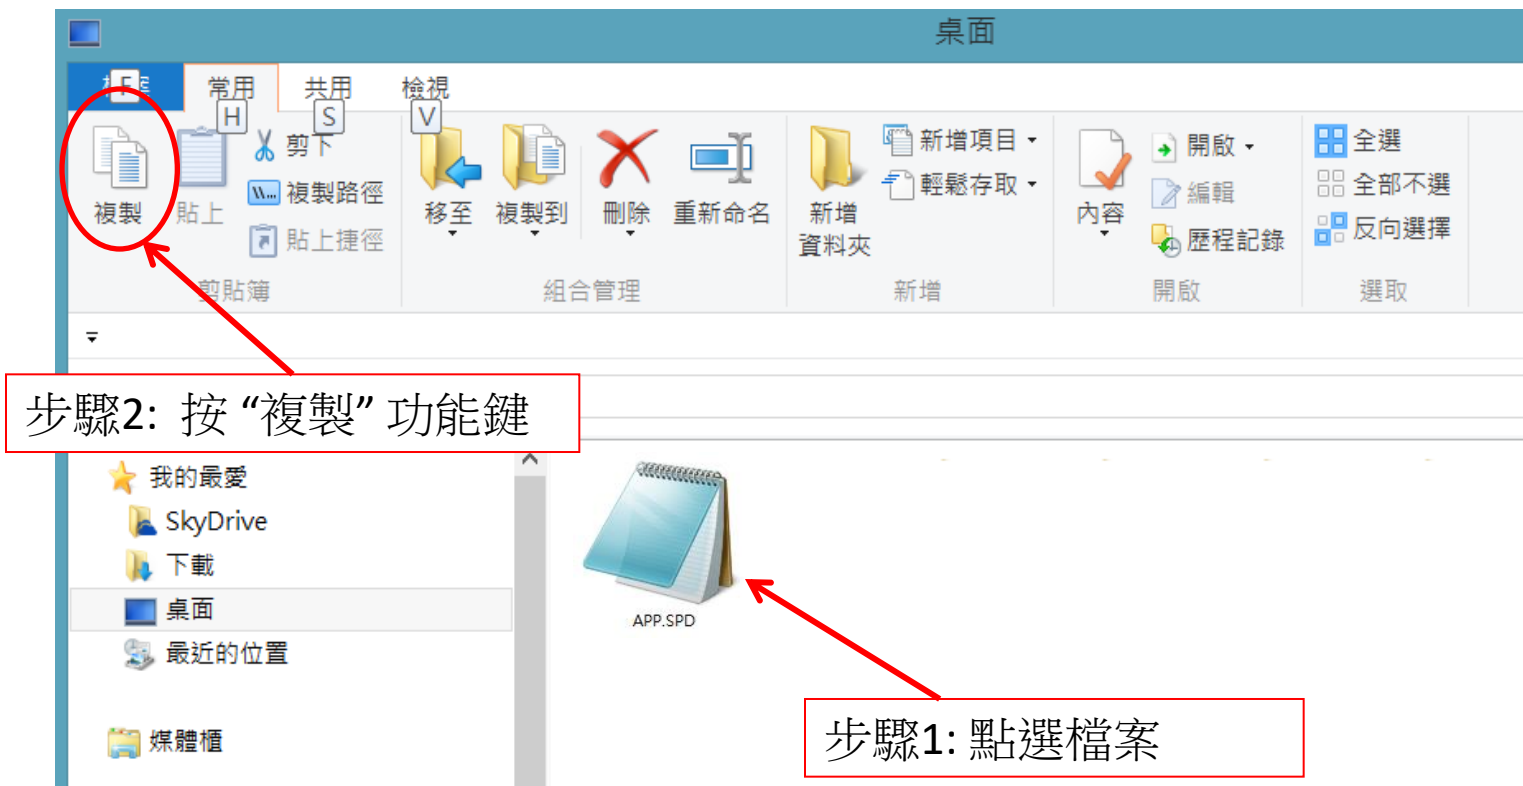 桌面
F
常用
共用
檢視
H
S
V
複製
貼上
剪下
複製路徑
貼上捷徑
剪貼簿
移至
複製到
刪除
重新命名
組合管理
新增
資料夾
新增項目
輕鬆存取
新增
內容
開啟
編輯
歷程記錄
開啟
全選
全部不選
反向選擇
選取
步驟2: 按 “複製” 功能鍵
我的最愛
SkyDrive
下載
桌面
最近的位置
媒體櫃
APP.SPD
步驟1: 點選檔案